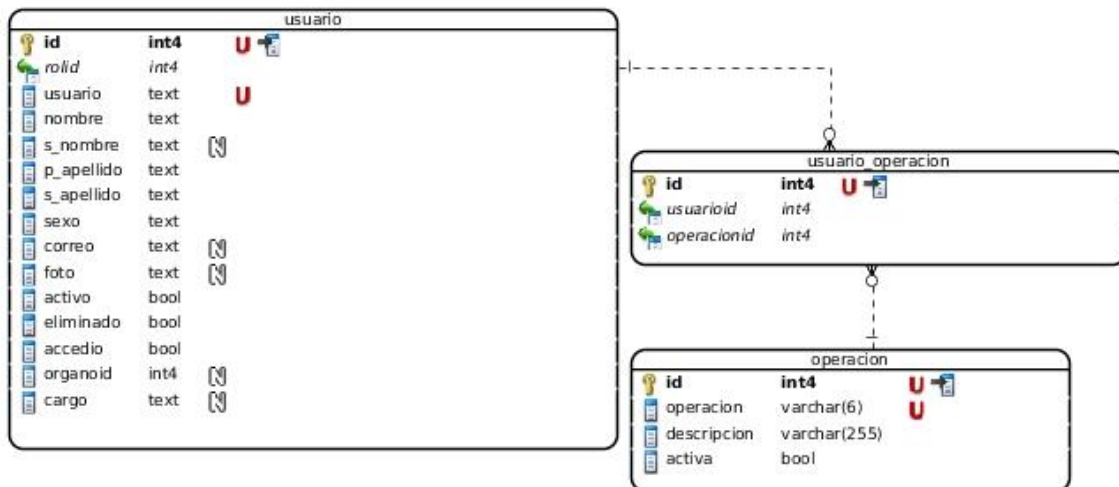 usuario
id int4 U
rolid int4
usuario text U
nombre text
s_nombre text N
p_apellido text
s_apellido text
sexo text
correo text N
foto text N
activo bool
eliminado bool
accedio bool
organoid int4 N
cargo text N
usuario_operacion
id int4 U
usuarioid int4
operacionid int4
operacion
id int4 U
operacion varchar(6) U
descripcion varchar(255)
activa bool